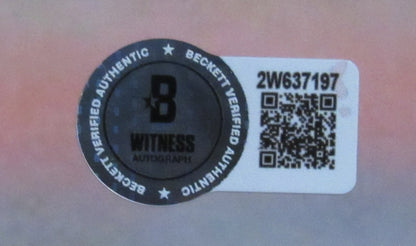 BECKETT VERIFIED AUTHENTIC ★ BECKETT VERIFIED AUTHENTIC ★
B
WITNESS
AUTOGRAPH
2W637197